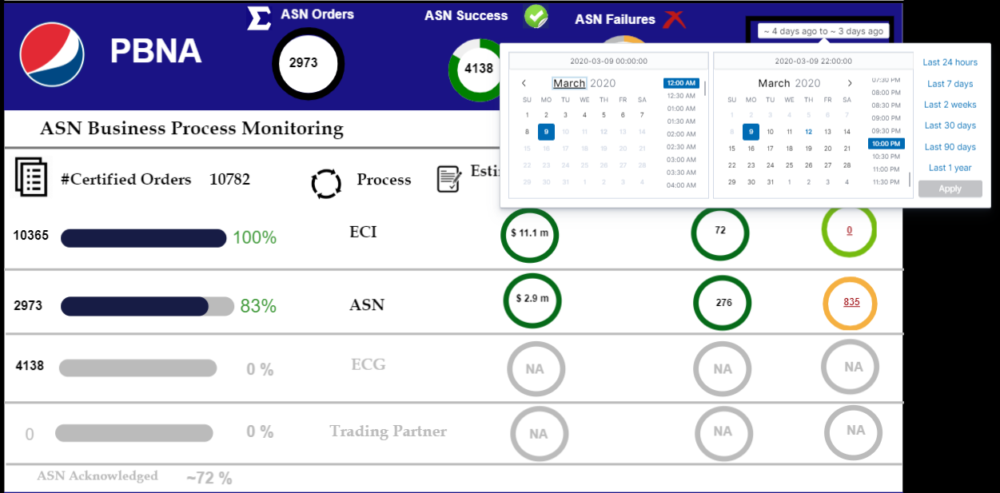 ASN Orders
ASN Success
ASN Failures
PBNA
2973
4138
~ 4 days ago to ~ 3 days ago
2020-03-09 00:00:00
2020-03-09 22:00:00
Last 24 hours
Last 7 days
Last 2 weeks
Last 30 days
Last 90 days
Last 1 year
Apply
March 2020
SU MO TU WE TH FR SA
1 2 3 4 5 6 7
8 9 10 11 12 13 14
15 16 17 18 19 20 21
22 23 24 25 26 27 28
29 30 31 1 2 3 4
12:00 AM
12:30 AM
01:00 AM
01:30 AM
02:00 AM
02:30 AM
03:00 AM
03:30 AM
04:00 AM
March 2020
SU MO TU WE TH FR SA
1 2 3 4 5 6 7
8 9 10 11 12 13 14
15 16 17 18 19 20 21
22 23 24 25 26 27 28
29 30 31 1 2 3 4
07:30 PM
08:00 PM
08:30 PM
09:00 PM
09:30 PM
10:00 PM
10:30 PM
11:00 PM
11:30 PM
ASN Business Process Monitoring
#Certified Orders 10782
Process
Esti
10365 100% ECI $ 11.1 m 72 0
2973 83% ASN $ 2.9 m 276 835
4138 0 % ECG NA NA NA
0 0 % Trading Partner NA NA NA
ASN Acknowledged ~72 %